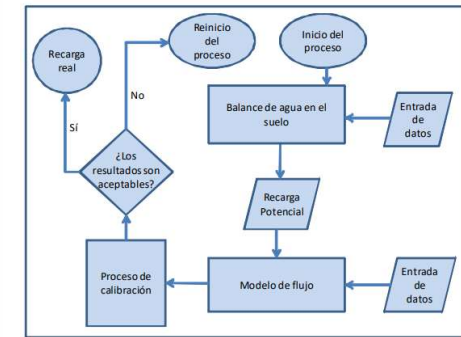 Reinicio
del
proceso
Inicio del
proceso
Recarga
real
No
Sí
Balance de agua en el
suelo
Entrada
de
datos
¿Los
resultados son
aceptables?
Recarga
Potencial
Proceso de
calibración
Modelo de flujo
Entrada
de
datos